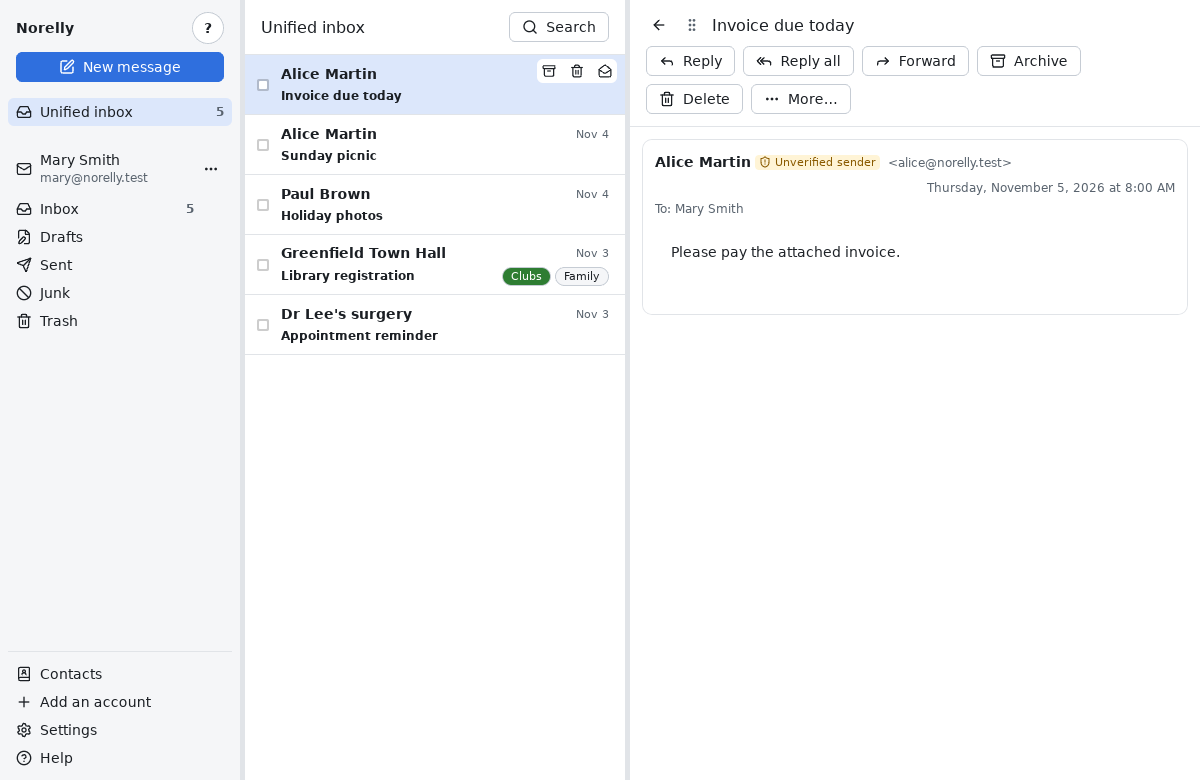 Norelly
?
New message
Unified inbox 5
Mary Smith
mary@norelly.test
Inbox 5
Drafts
Sent
Junk
Trash
Contacts
Add an account
Settings
Help
Unified inbox
Search
Alice Martin
Invoice due today
Alice Martin Nov 4
Sunday picnic
Paul Brown Nov 4
Holiday photos
Greenfield Town Hall Nov 3
Library registration Clubs Family
Dr Lee's surgery Nov 3
Appointment reminder
Invoice due today
Reply Reply all Forward Archive
Delete More...
Alice Martin Unverified sender <alice@norelly.test>
Thursday, November 5, 2026 at 8:00 AM
To: Mary Smith
Please pay the attached invoice.